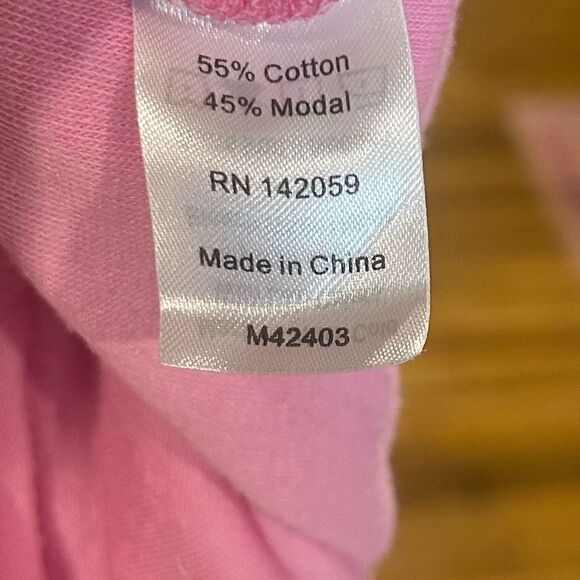 55% Cotton
45% Modal
RN 142059
Made in China
M42403